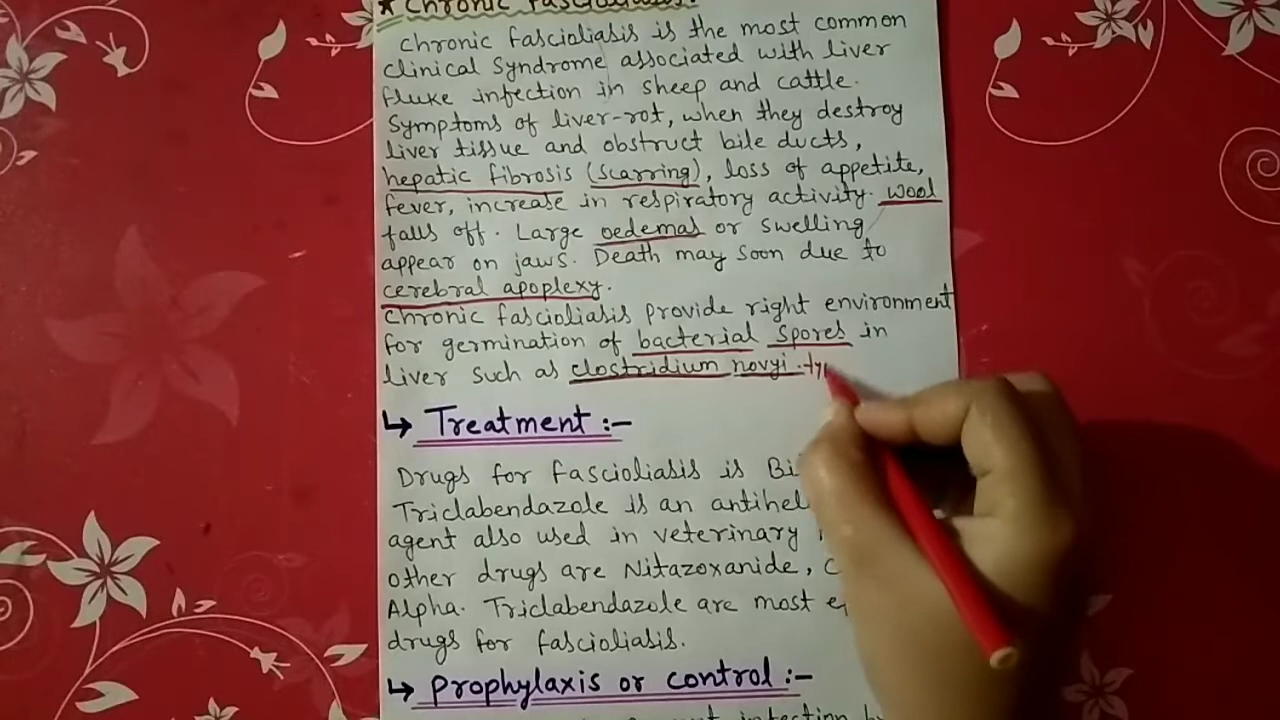 * Chronic fascioliasis:
Chronic fascioliasis is the most common
clinical syndrome associated with liver
fluke infection in sheep and cattle.
Symptoms of liver-rot, when they destroy
liver tissue and obstruct bile ducts,
hepatic fibrosis (scarring), loss of appetite,
fever, increase in respiratory activity. Wool
falls off. Large oedemas or swelling
appear on jaws. Death may soon due to
cerebral apoplexy.
Chronic fascioliasis provide right environment
for germination of bacterial spores in
liver such as clostridium novyi
↳ Treatment :-
Drugs for fascioliasis is
Triclabendazole is an
agent also used in veterinary
other drugs are Nitazoxanide,
Alpha. Triclabendazole are most
drugs for fascioliasis.
↳ Prophylaxis or control :-
infection